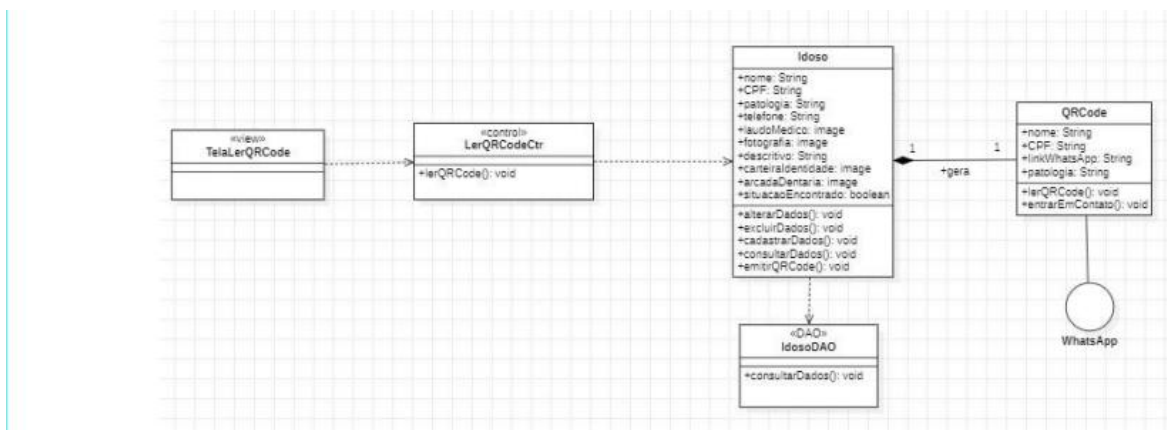 «view»
TelaLerQRCode
«control»
LerQRCodeCtr
+lerQRCode(): void
Idoso
+nome: String
+CPF: String
+patologia: String
+telefone: String
+laudoMedico: image
+fotografia: image
+descritivo: String
+carteiraIdentidade: image
+arcadaDentaria: image
+situacaoEncontrado: boolean
+alterarDados(): void
+excluirDados(): void
+cadastrarDados(): void
+consultarDados(): void
+emitirQRCode(): void
1
+gera
1
QRCode
+nome: String
+CPF: String
+linkWhatsApp: String
+patologia: String
+lerQRCode(): void
+entrarEmContato(): void
WhatsApp
«DAO»
IdosoDAO
+consultarDados(): void